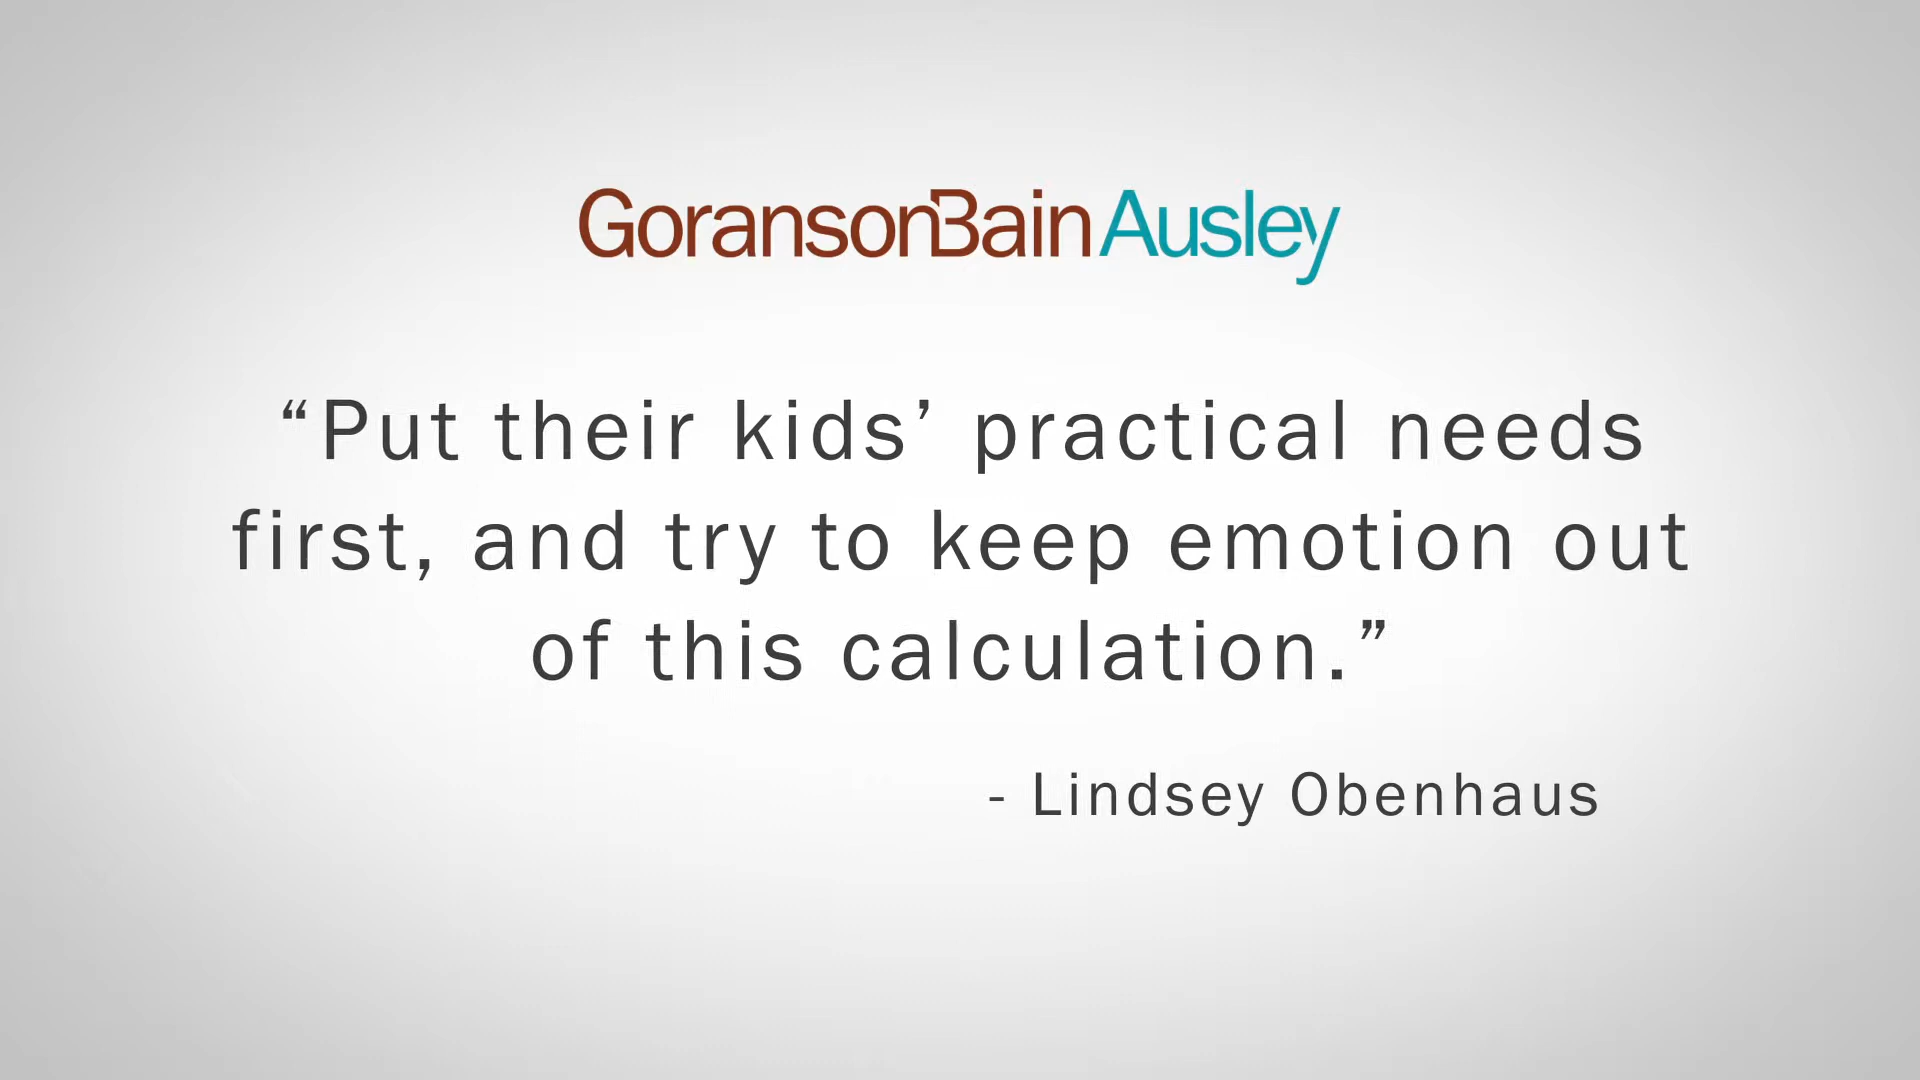 GoransonBain Ausley
“Put their kids’ practical needs
first, and try to keep emotion out
of this calculation.”
- Lindsey Obenhaus